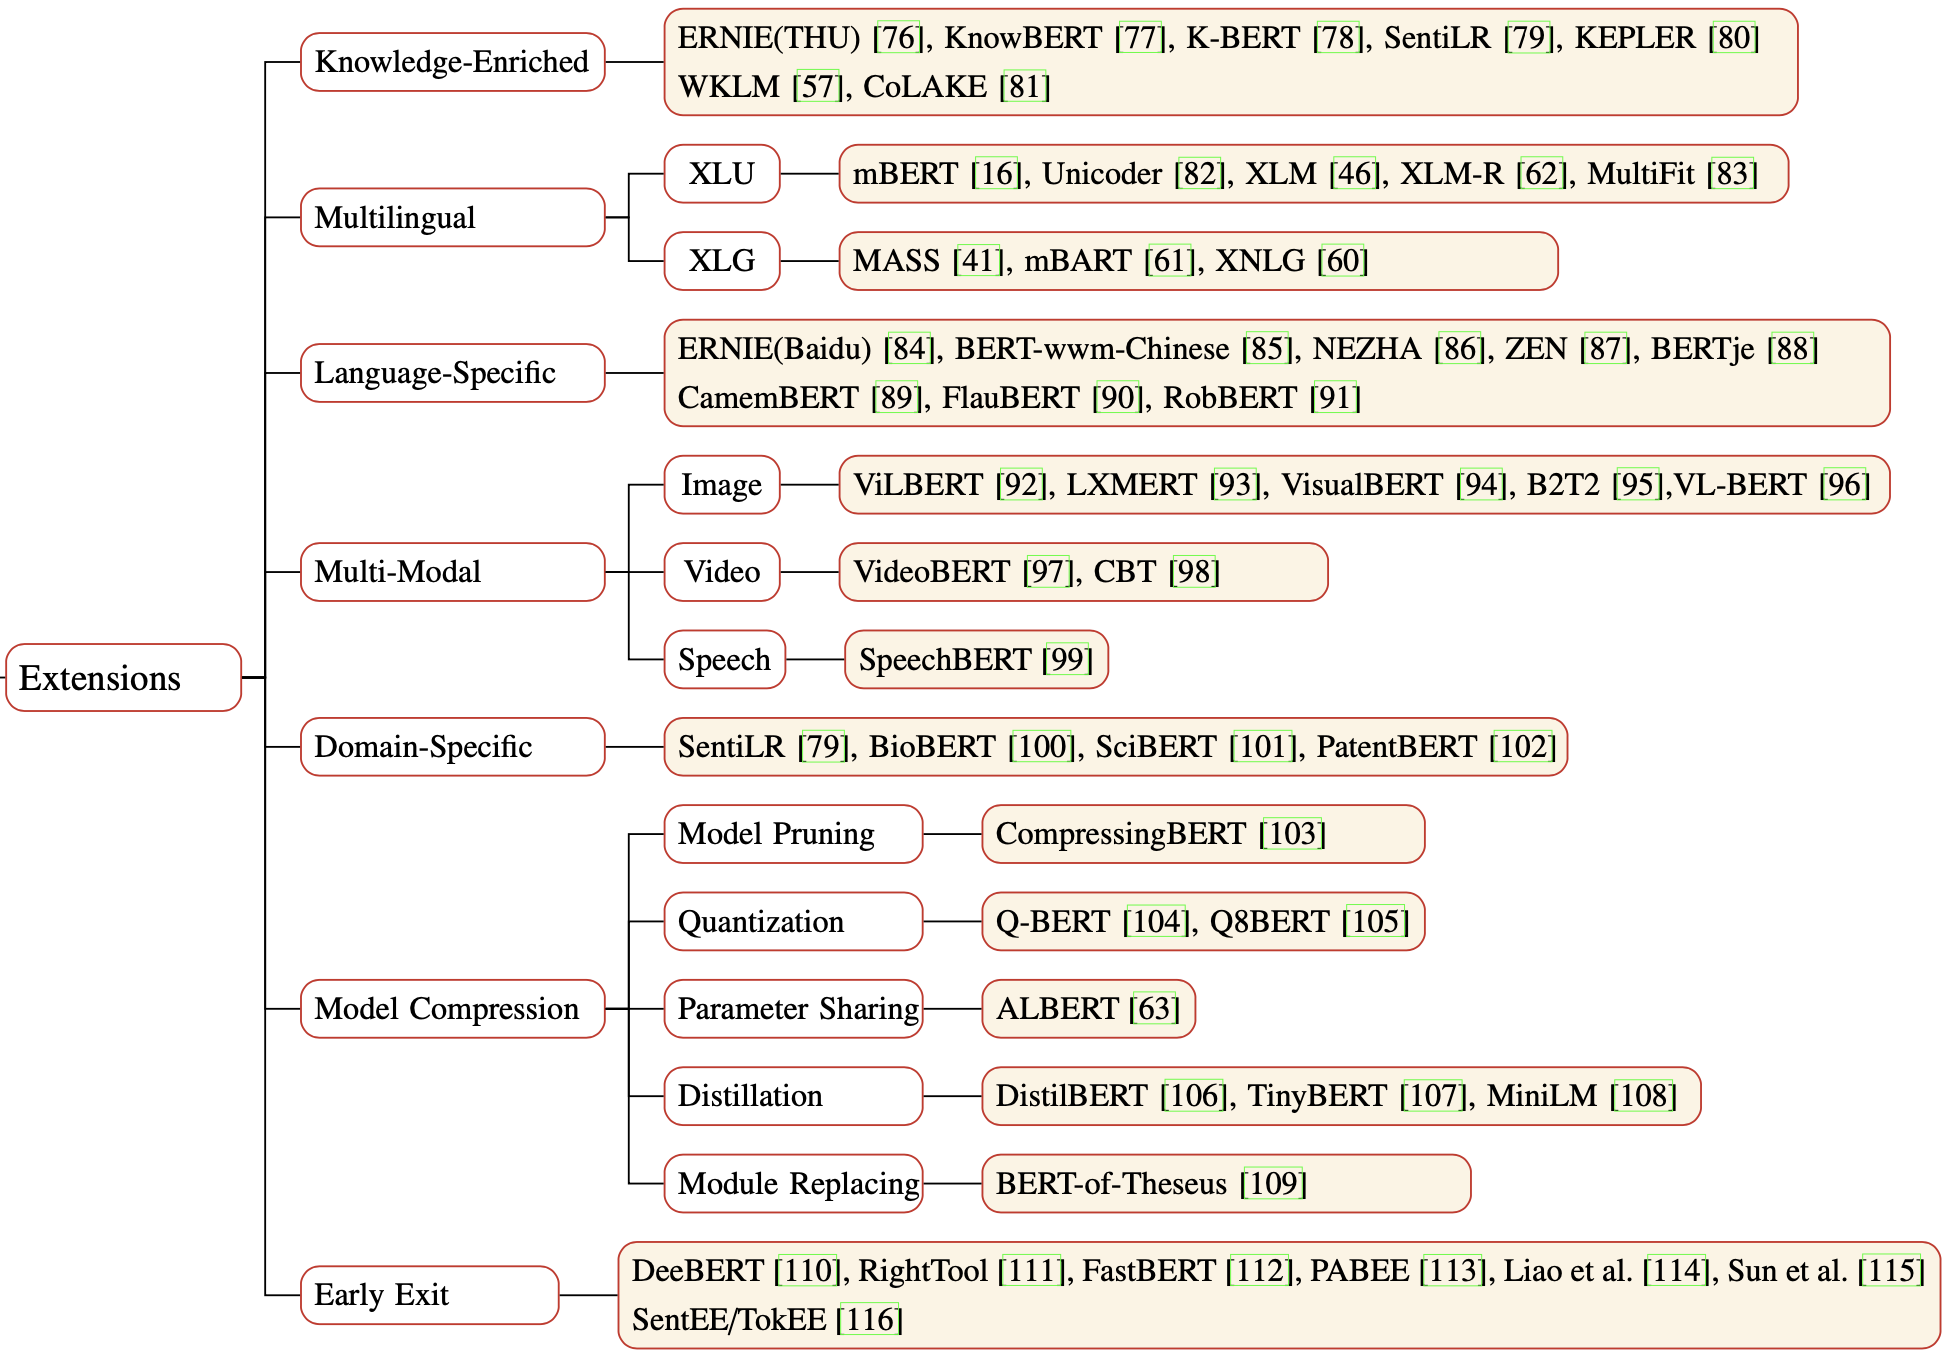 Knowledge-Enriched
ERNIE(THU) [76], KnowBERT [77], K-BERT [78], SentiLR [79], KEPLER [80]
WKLM [57], CoLAKE [81]
Multilingual
XLU
mBERT [16], Unicoder [82], XLM [46], XLM-R [62], MultiFit [83]
XLG
MASS [41], mBART [61], XNLG [60]
Language-Specific
ERNIE(Baidu) [84], BERT-wwm-Chinese [85], NEZHA [86], ZEN [87], BERTje [88]
CamemBERT [89], FlauBERT [90], RobBERT [91]
Multi-Modal
Image
ViLBERT [92], LXMERT [93], VisualBERT [94], B2T2 [95],VL-BERT [96]
Video
VideoBERT [97], CBT [98]
Speech
SpeechBERT [99]
Extensions
Domain-Specific
SentiLR [79], BioBERT [100], SciBERT [101], PatentBERT [102]
Model Compression
Model Pruning
CompressingBERT [103]
Quantization
Q-BERT [104], Q8BERT [105]
Parameter Sharing
ALBERT [63]
Distillation
DistilBERT [106], TinyBERT [107], MiniLM [108]
Module Replacing
BERT-of-Theseus [109]
Early Exit
DeeBERT [110], RightTool [111], FastBERT [112], PABEE [113], Liao et al. [114], Sun et al. [115]
SentEE/TokEE [116]